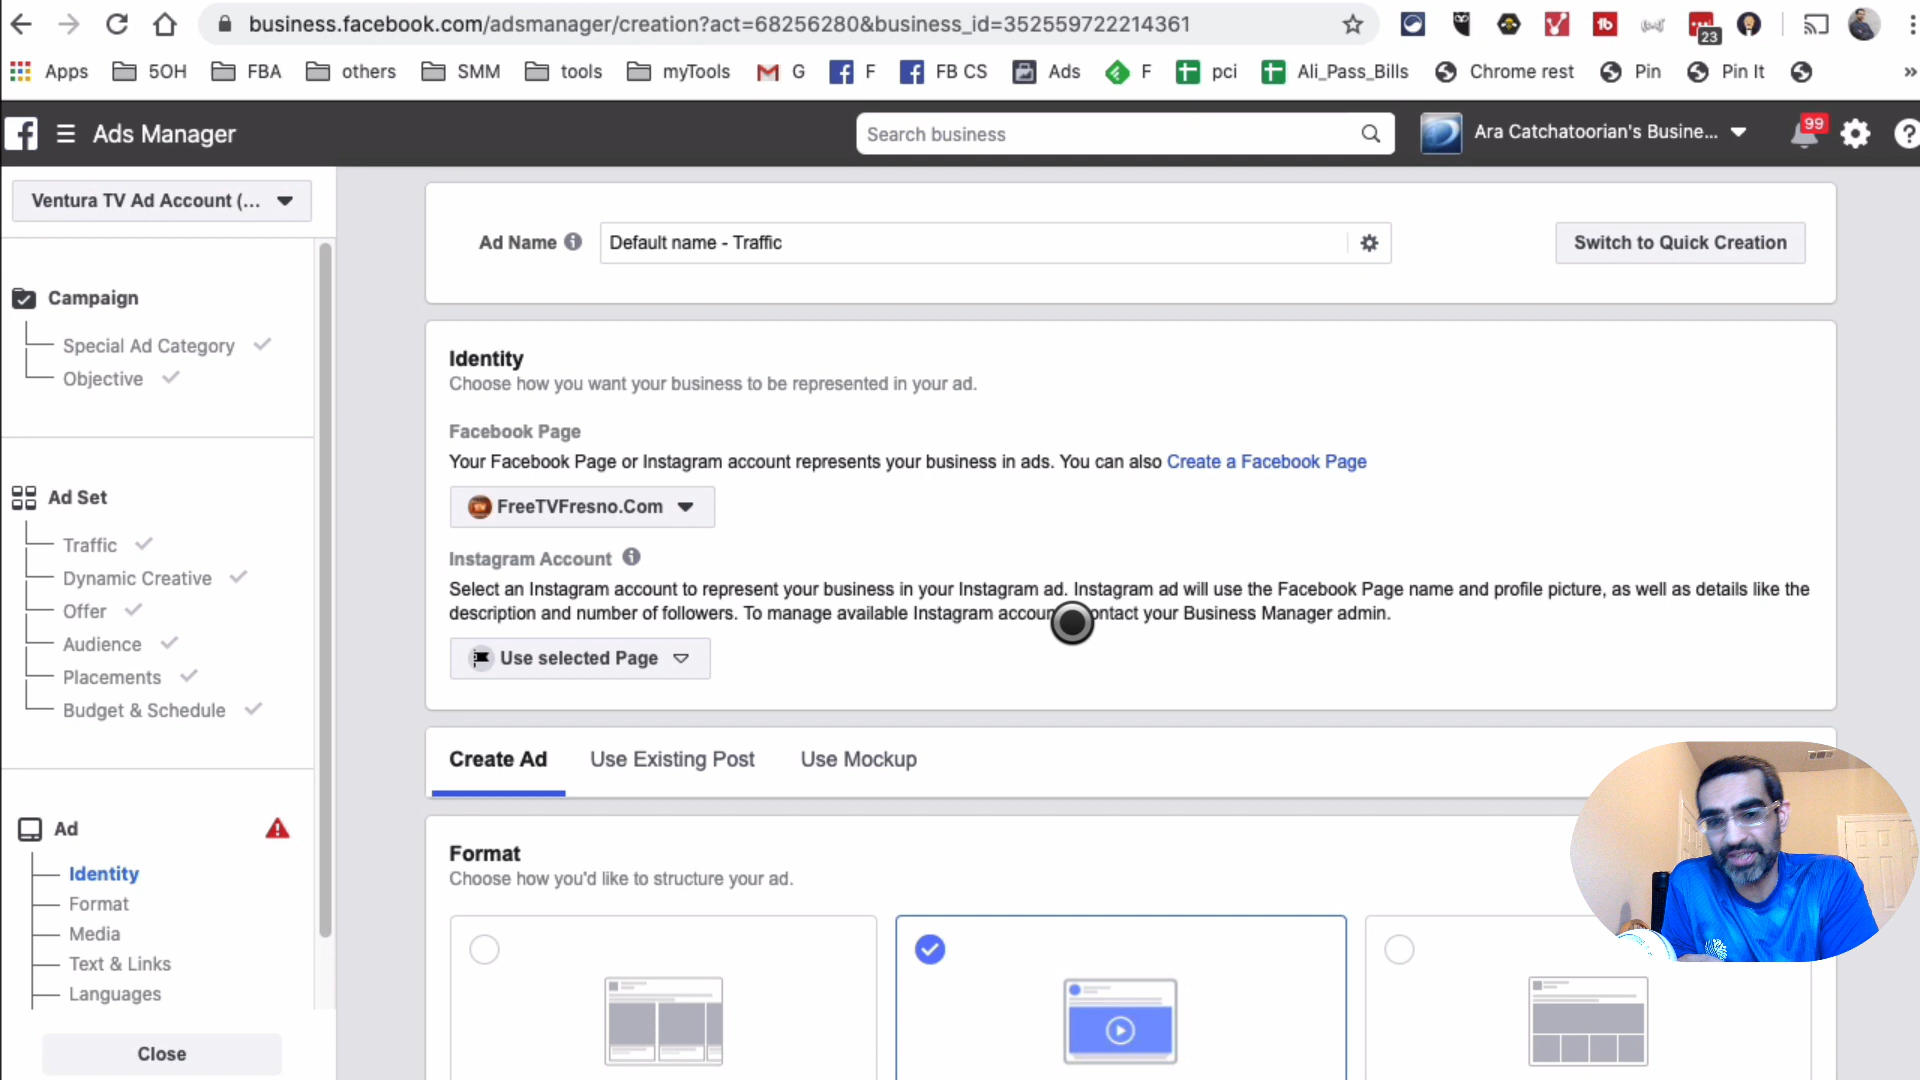 business.facebook.com/adsmanager/creation?act=68256280&business_id=352559722214361
23
Apps 5OH FBA others SMM tools myTools G F FB CS Ads F pci Ali_Pass_Bills Chrome rest Pin Pin It »
Ads Manager
Search business
Ara Catchatoorian's Busine...
99
Ventura TV Ad Account (...
Ad Name
Default name - Traffic
Switch to Quick Creation
Campaign
Special Ad Category
Objective
Ad Set
Traffic
Dynamic Creative
Offer
Audience
Placements
Budget & Schedule
Ad
Identity
Format
Media
Text & Links
Languages
Close
Identity
Choose how you want your business to be represented in your ad.
Facebook Page
Your Facebook Page or Instagram account represents your business in ads. You can also Create a Facebook Page
FreeTVFresno.Com
Instagram Account
Select an Instagram account to represent your business in your Instagram ad. Instagram ad will use the Facebook Page name and profile picture, as well as details like the
description and number of followers. To manage available Instagram accoun ontact your Business Manager admin.
Use selected Page
Create Ad Use Existing Post Use Mockup
Format
Choose how you'd like to structure your ad.